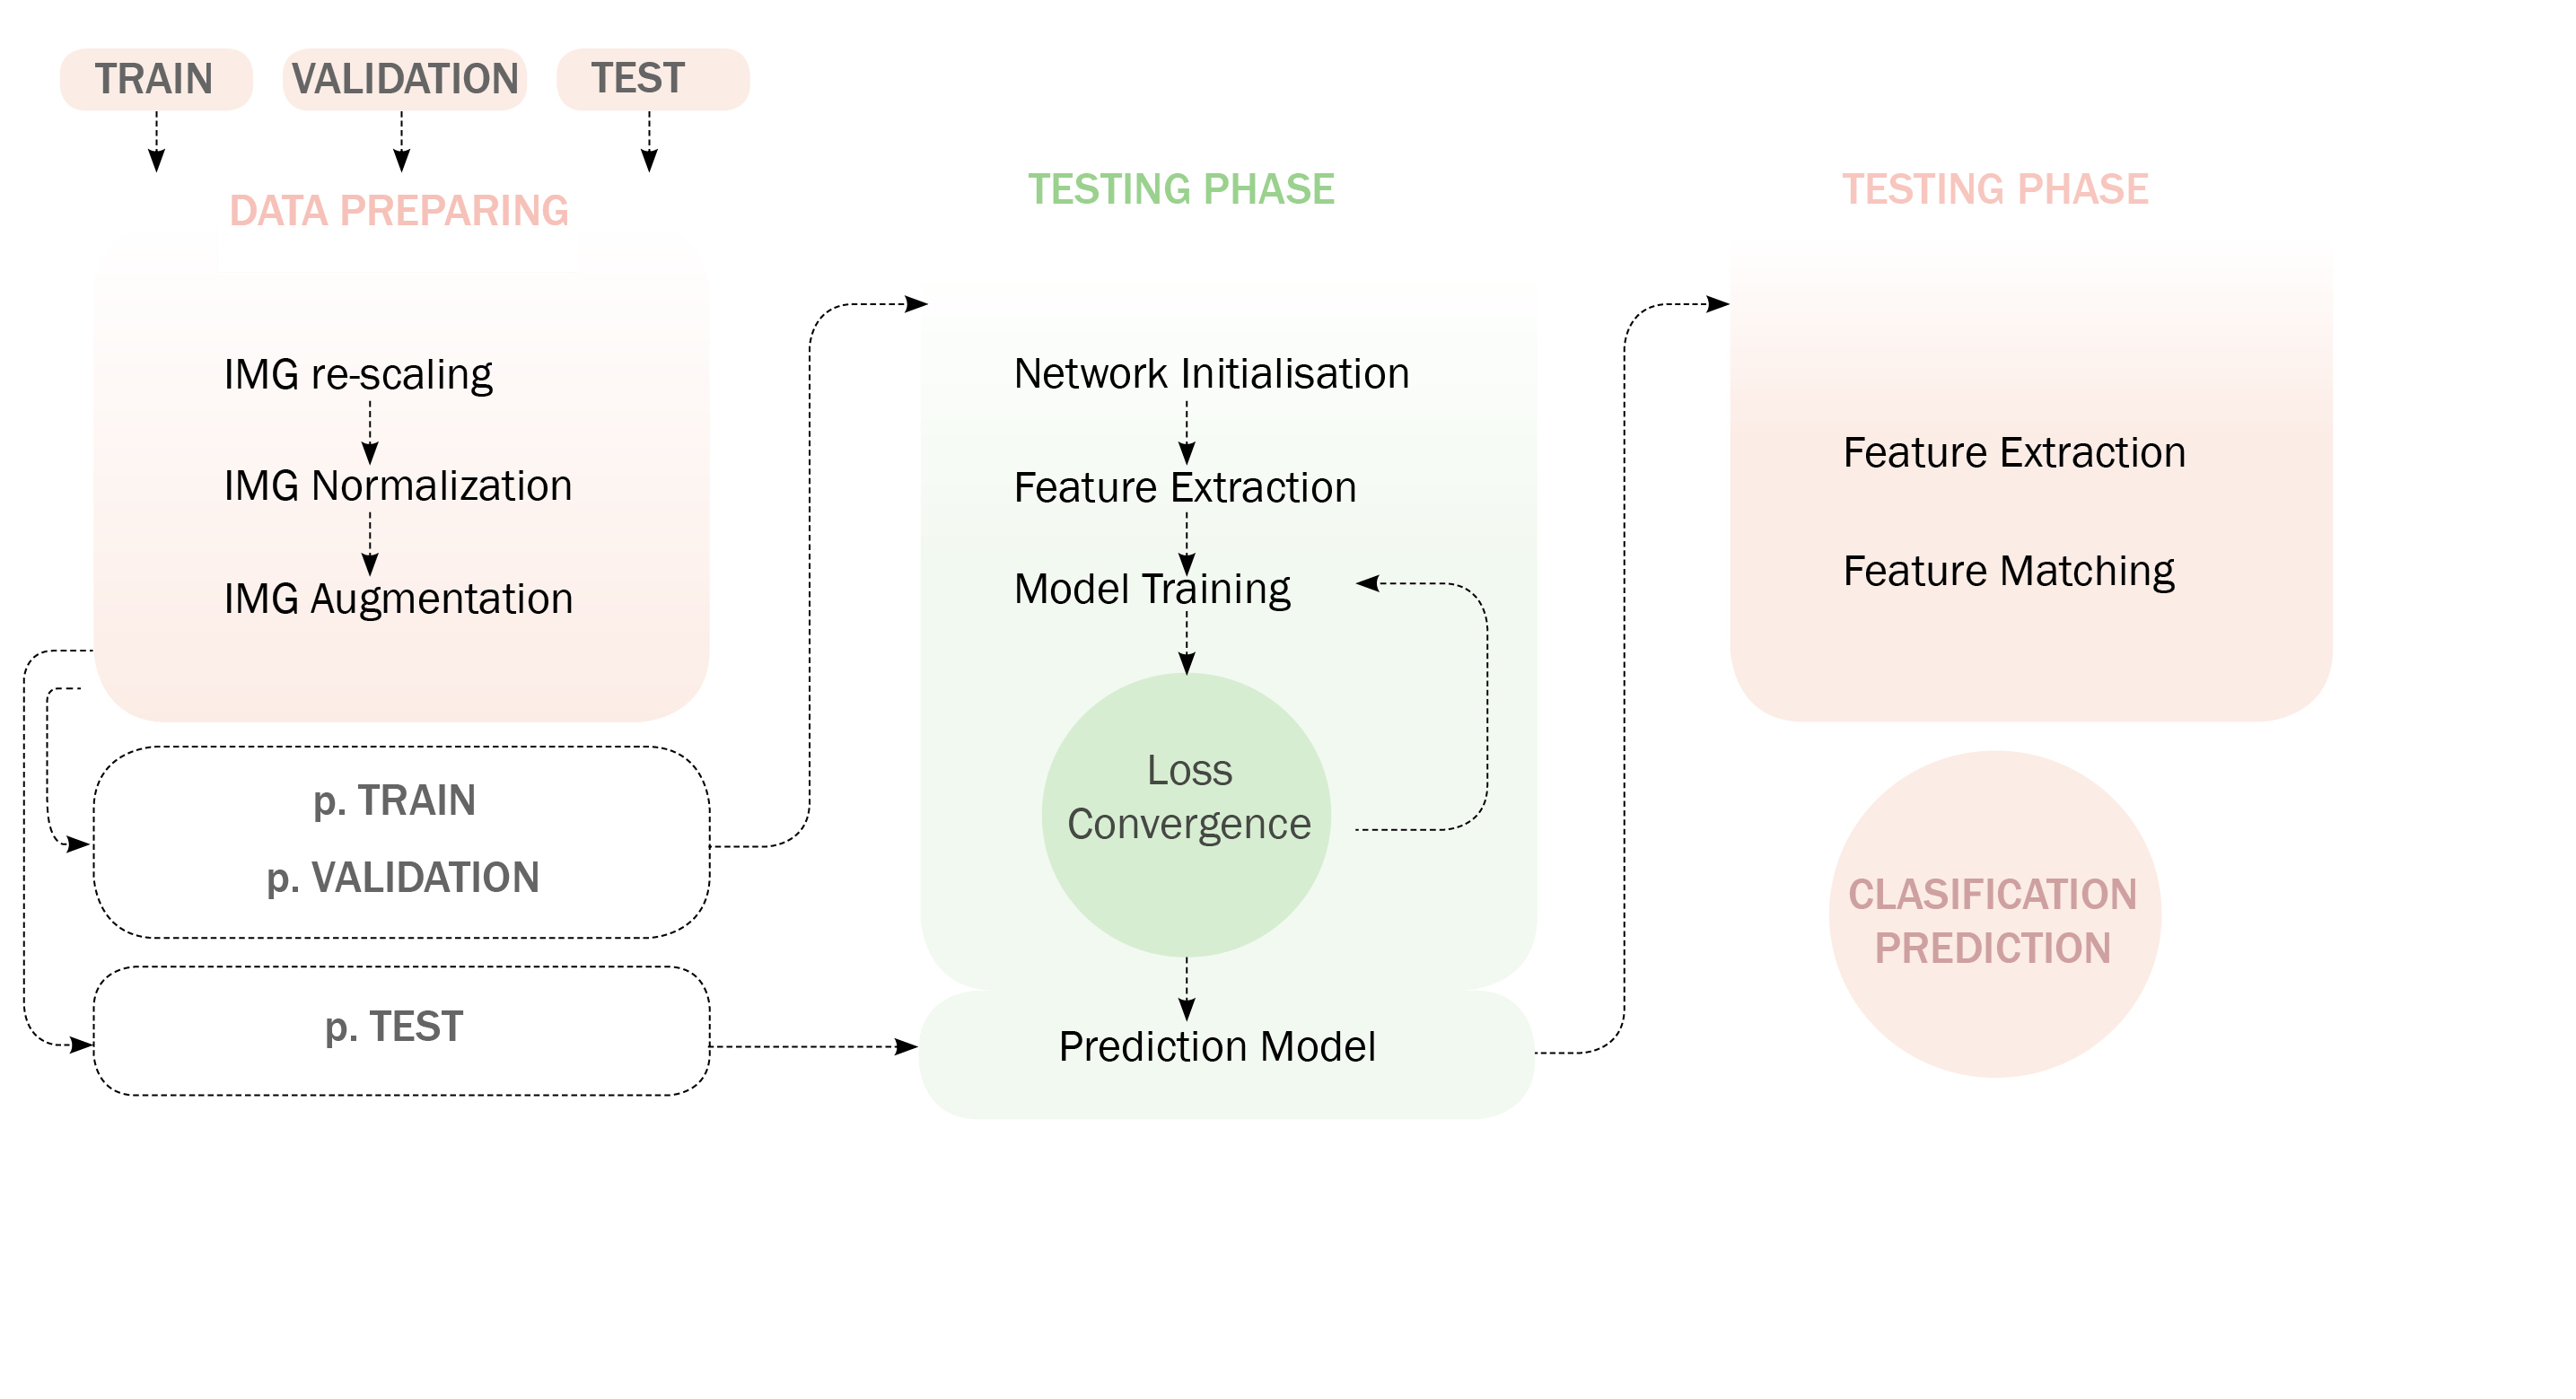 TRAIN
VALIDATION
TEST
DATA PREPARING
IMG re-scaling
IMG Normalization
IMG Augmentation
p. TRAIN
p. VALIDATION
p. TEST
TESTING PHASE
Network Initialisation
Feature Extraction
Model Training
Loss
Convergence
Prediction Model
TESTING PHASE
Feature Extraction
Feature Matching
CLASIFICATION
PREDICTION